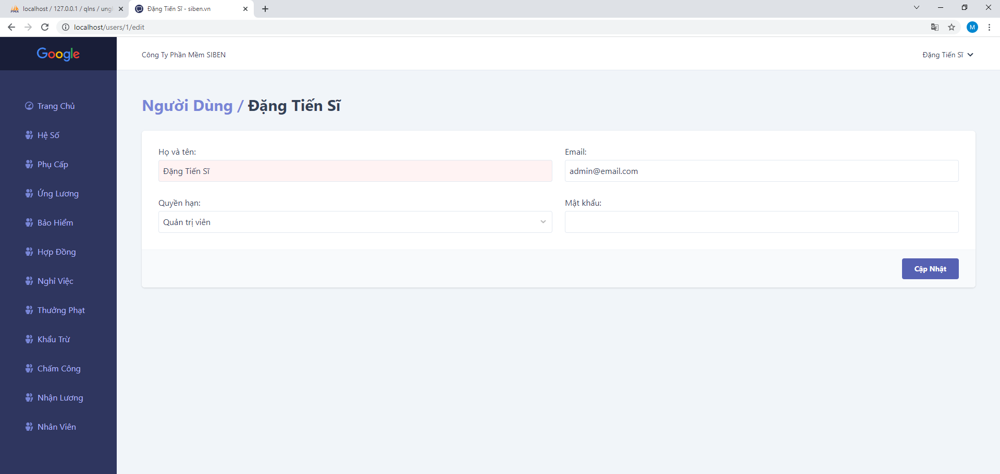 localhost / 127.0.0.1 / qlns / ung
Đặng Tiến Sĩ - siben.vn
localhost/users/1/edit
M
Google
Công Ty Phần Mềm SIBEN
Đặng Tiến Sĩ
Trang Chủ
Hệ Số
Phụ Cấp
Ứng Lương
Bảo Hiểm
Hợp Đồng
Nghỉ Việc
Thưởng Phạt
Khấu Trừ
Chấm Công
Nhận Lương
Nhân Viên
Người Dùng / Đặng Tiến Sĩ
Họ và tên:
Đặng Tiến Sĩ
Email:
admin@email.com
Quyền hạn:
Quản trị viên
Mật khẩu:
Cập Nhật